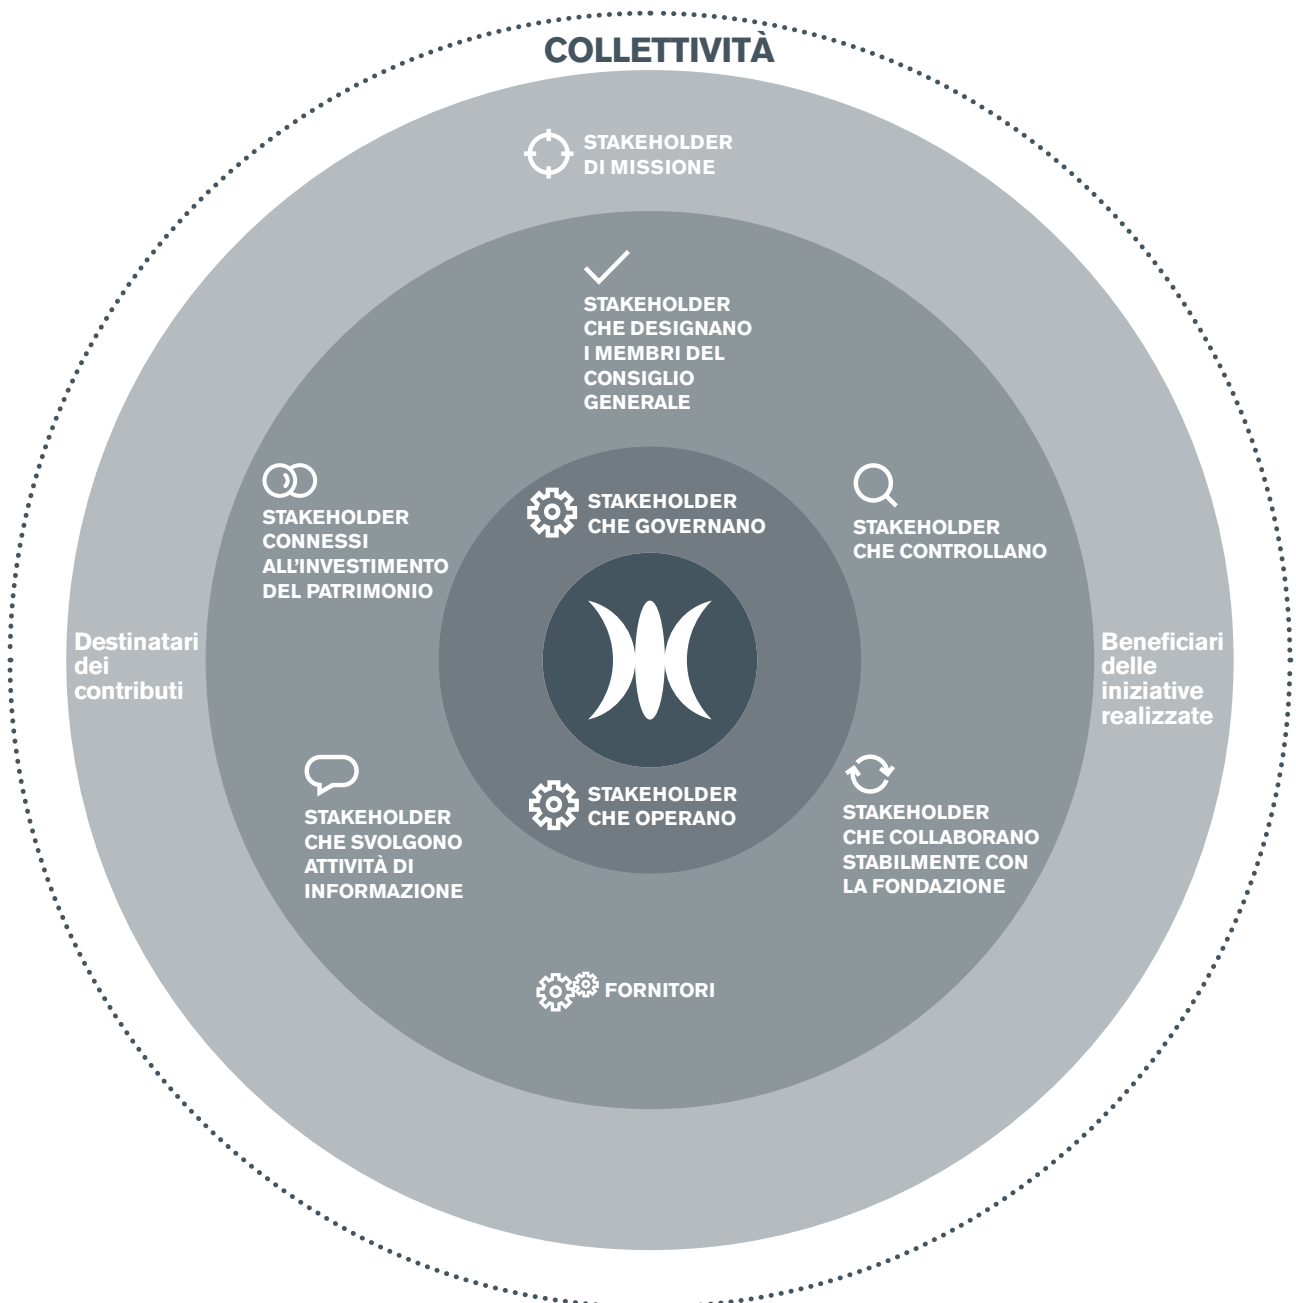 COLLETTIVITÀ
STAKEHOLDER
DI MISSIONE
STAKEHOLDER
CHE DESIGNANO
I MEMBRI DEL
CONSIGLIO
GENERALE
STAKEHOLDER
CONNESSI
ALL'INVESTIMENTO
DEL PATRIMONIO
STAKEHOLDER
CHE GOVERNANO
STAKEHOLDER
CHE CONTROLLANO
Destinatari
dei
contributi
Beneficiari
delle
iniziative
realizzate
STAKEHOLDER
CHE SVOLGONO
ATTIVITÀ DI
INFORMAZIONE
STAKEHOLDER
CHE OPERANO
STAKEHOLDER
CHE COLLABORANO
STABILMENTE CON
LA FONDAZIONE
FORNITORI